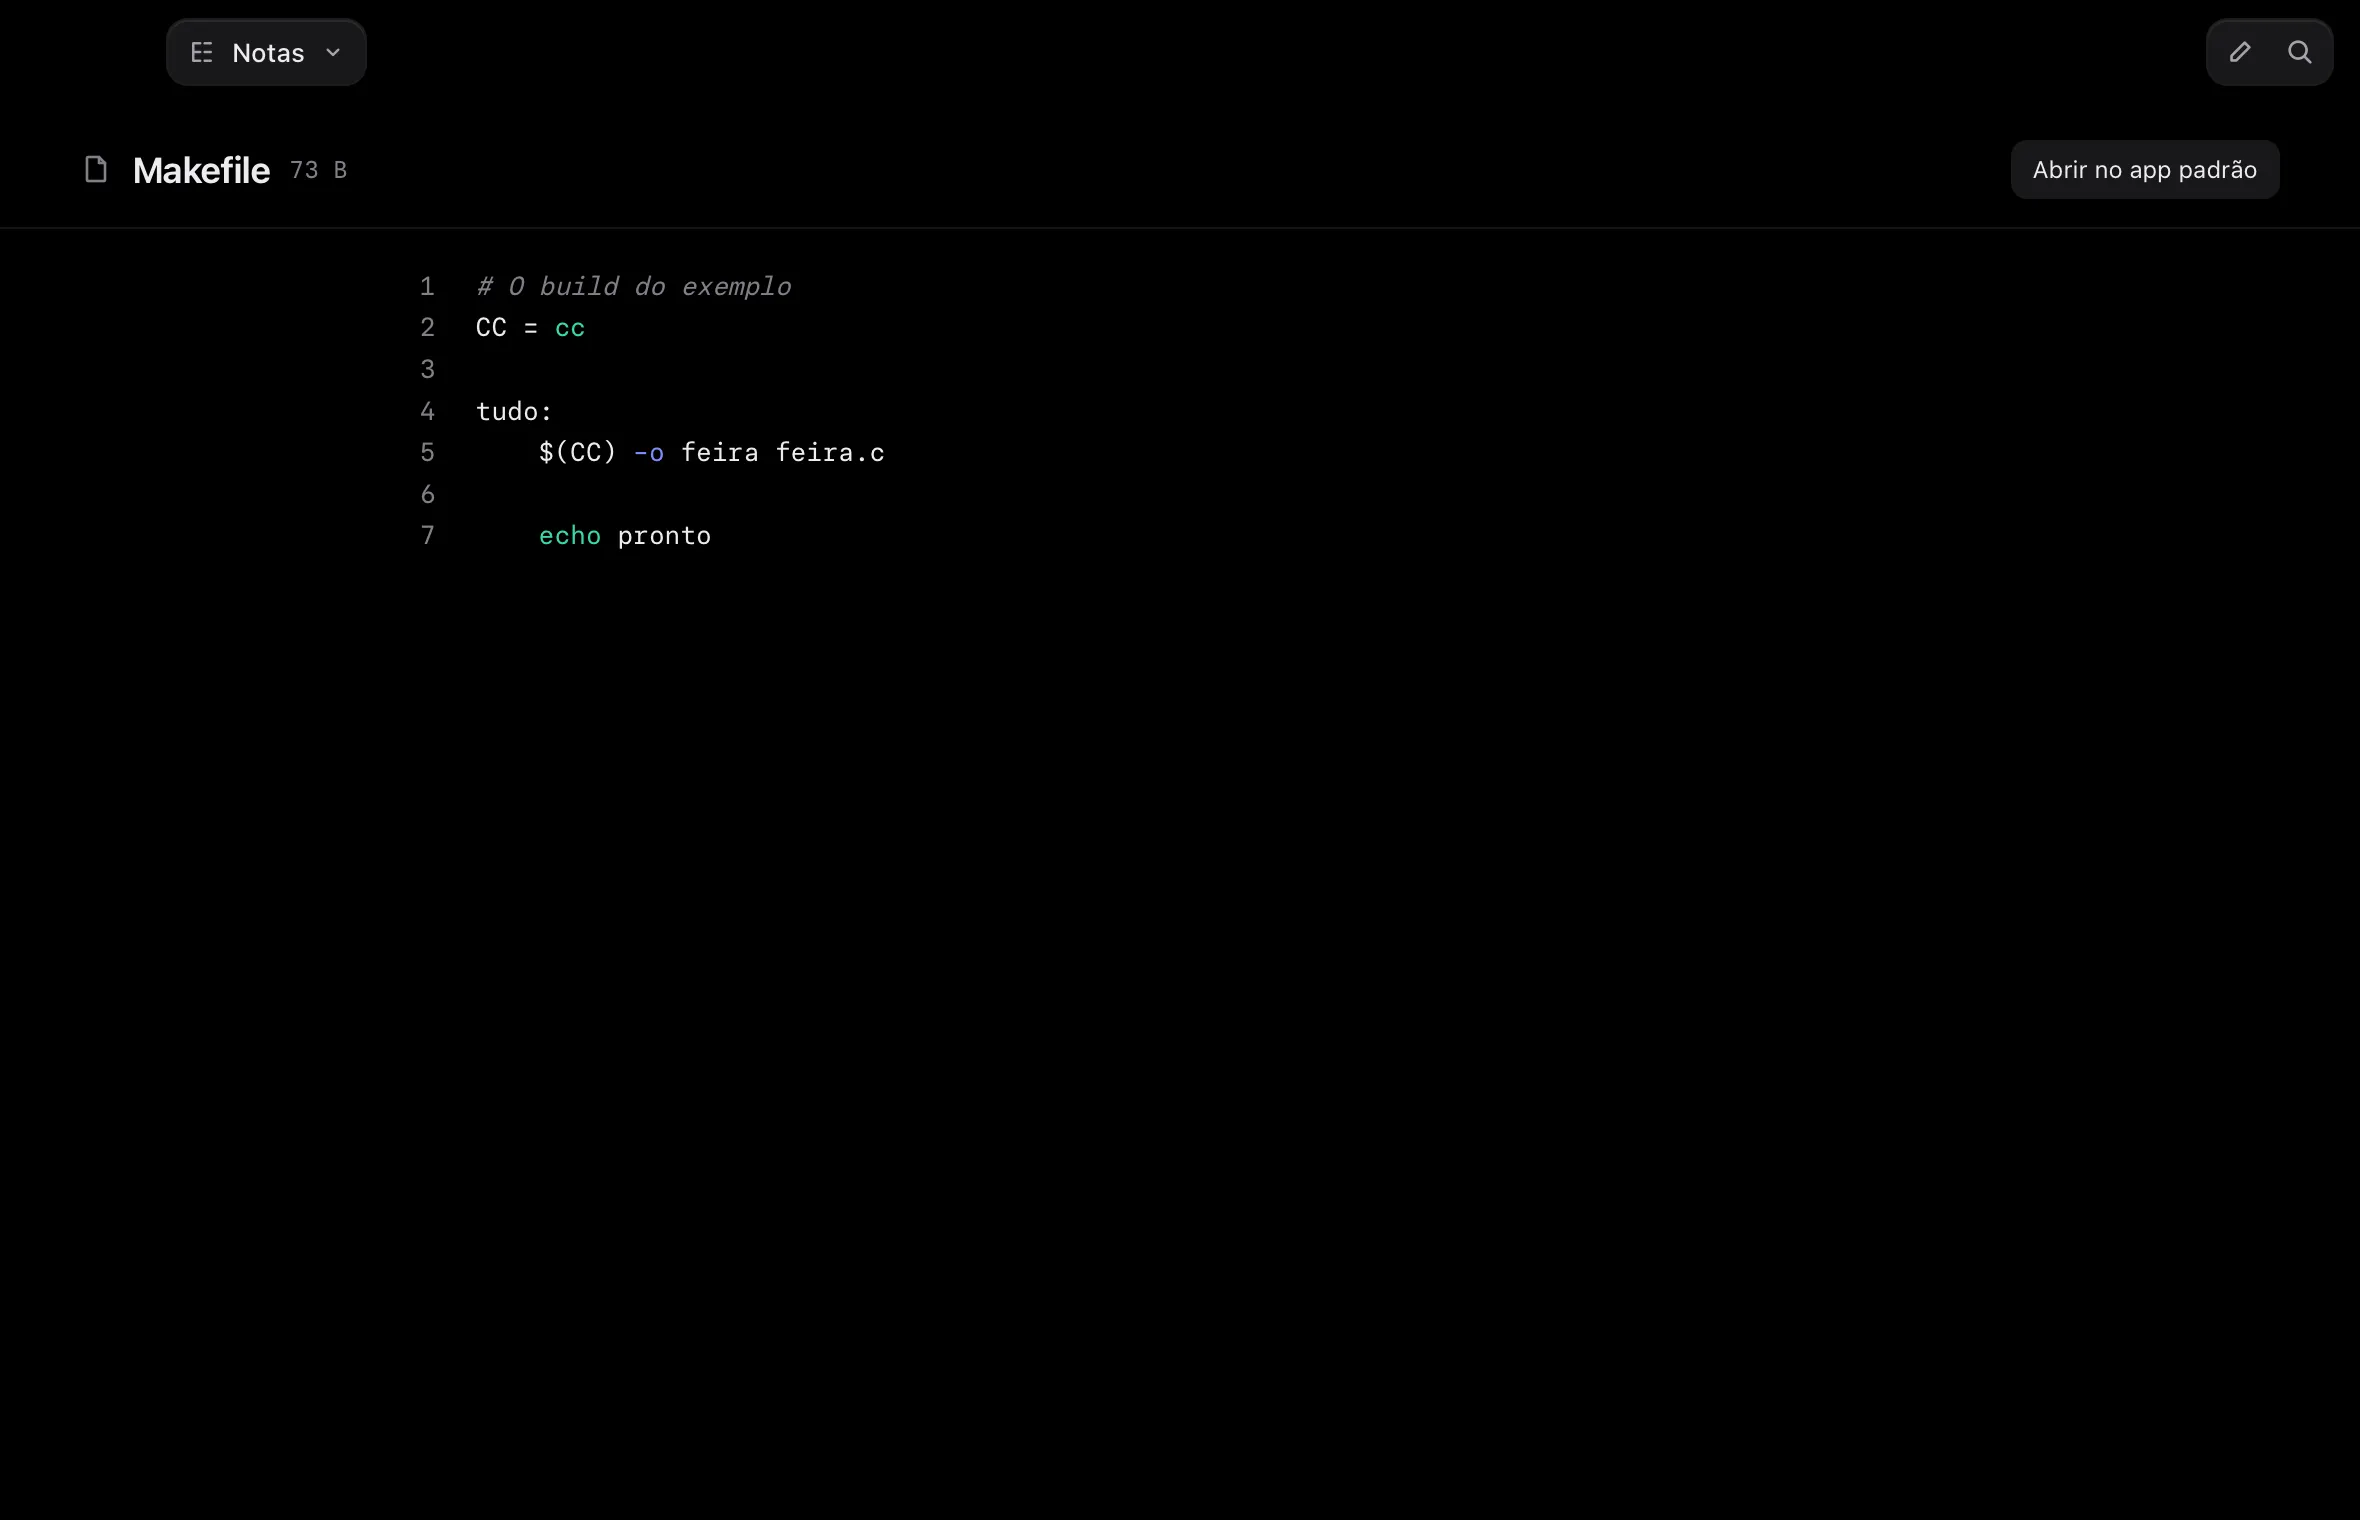 Notas
Makefile 73 B
Abrir no app padrão
1 # O build do exemplo
2 CC = cc
3
4 tudo:
5     $(CC) -o feira feira.c
6
7     echo pronto